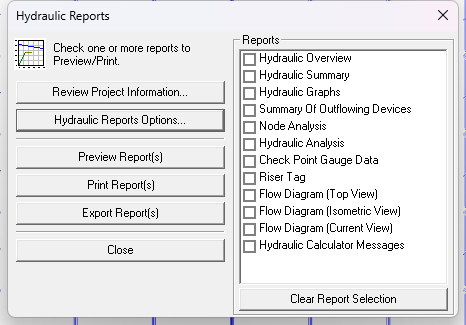 Hydraulic Reports
Check one or more reports to
Preview/Print.
Review Project Information...
Hydraulic Reports Options...
Preview Report(s)
Print Report(s)
Export Report(s)
Close
Reports
Hydraulic Overview
Hydraulic Summary
Hydraulic Graphs
Summary Of Outflowing Devices
Node Analysis
Hydraulic Analysis
Check Point Gauge Data
Riser Tag
Flow Diagram (Top View)
Flow Diagram (Isometric View)
Flow Diagram (Current View)
Hydraulic Calculator Messages
Clear Report Selection